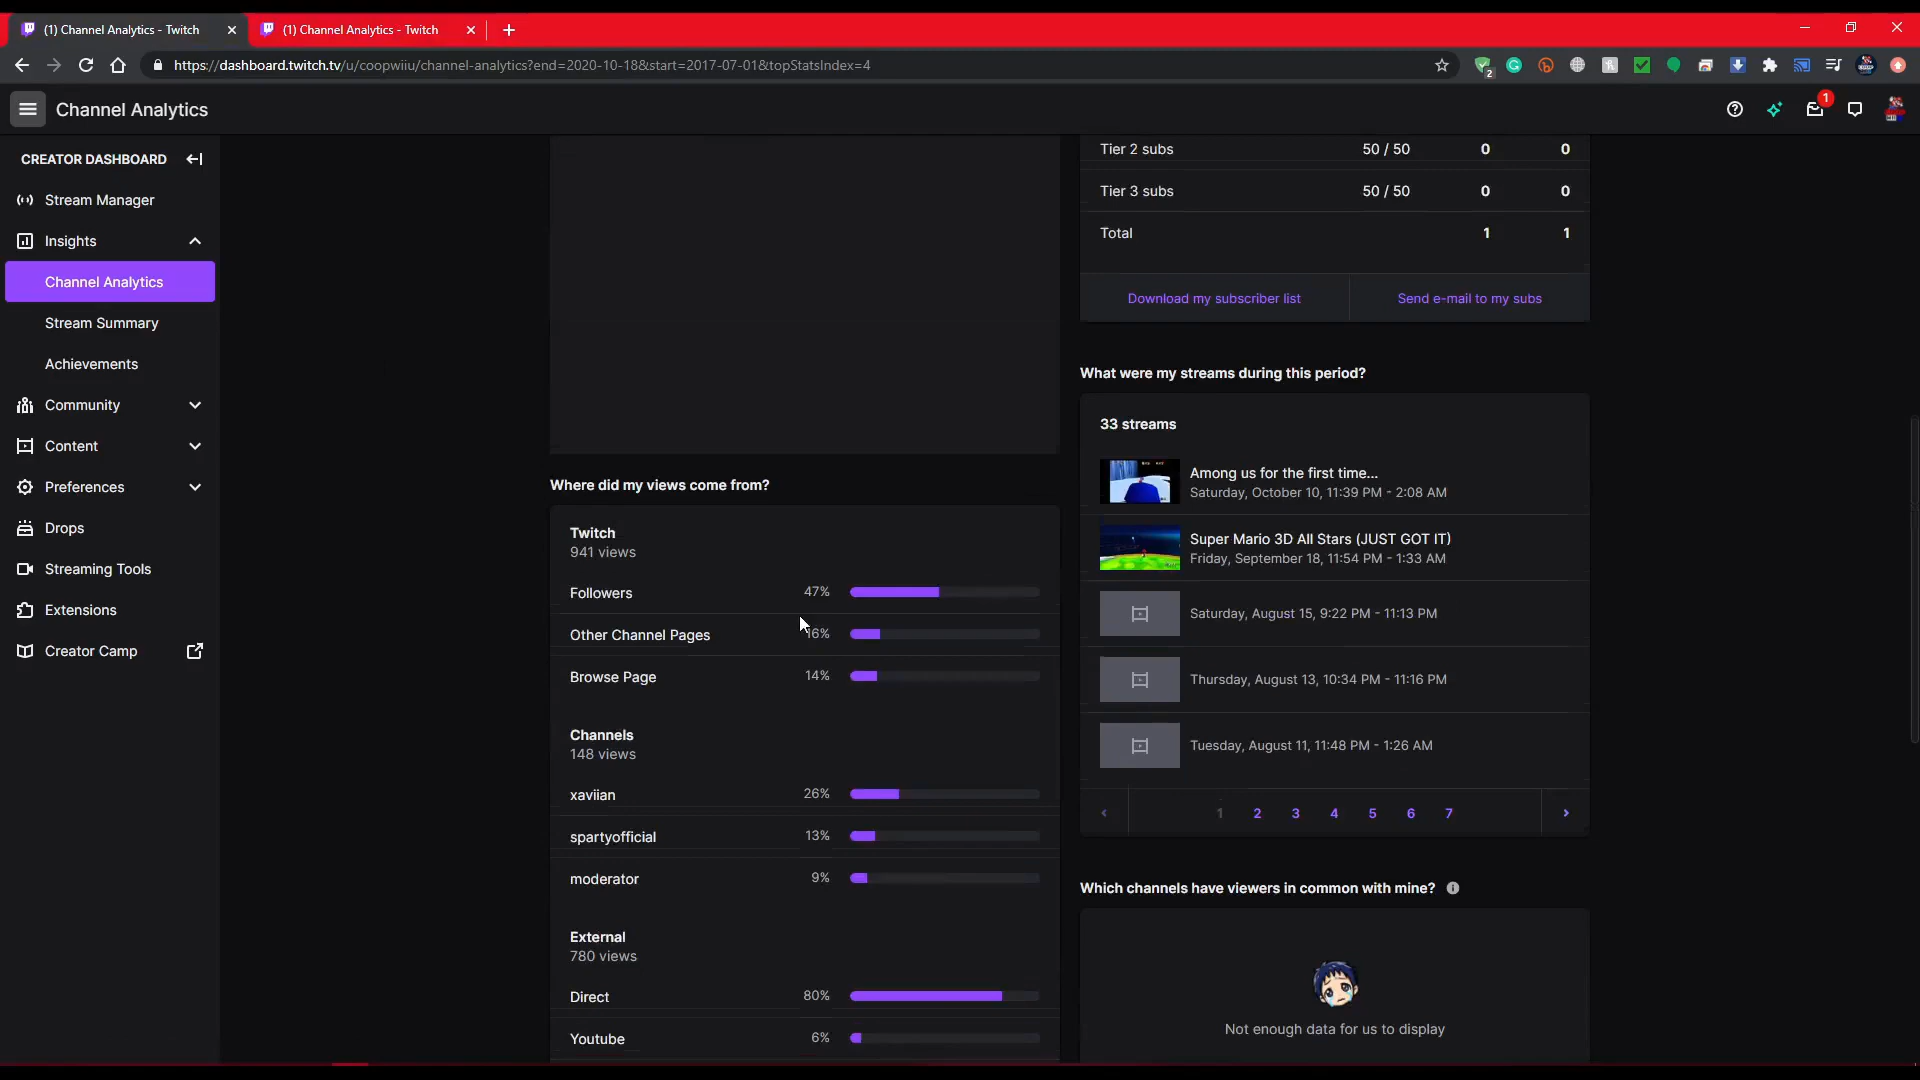 (1) Channel Analytics - Twitch
(1) Channel Analytics - Twitch
https://dashboard.twitch.tv/u/coopwiiu/channel-analytics?end=2020-10-18&start=2017-07-01&topStatsIndex=4
2
Channel Analytics
1
CREATOR DASHBOARD
Stream Manager
Insights
Channel Analytics
Stream Summary
Achievements
Community
Content
Preferences
Drops
Streaming Tools
Extensions
Creator Camp
Where did my views come from?
Twitch
941 views
Followers 47%
Other Channel Pages 16%
Browse Page 14%
Channels
148 views
xaviian 26%
spartyofficial 13%
moderator 9%
External
780 views
Direct 80%
Youtube 6%
Tier 2 subs 50 / 50 0 0
Tier 3 subs 50 / 50 0 0
Total 1 1
Download my subscriber list Send e-mail to my subs
What were my streams during this period?
33 streams
Among us for the first time...
Saturday, October 10, 11:39 PM - 2:08 AM
Super Mario 3D All Stars (JUST GOT IT)
Friday, September 18, 11:54 PM - 1:33 AM
Saturday, August 15, 9:22 PM - 11:13 PM
Thursday, August 13, 10:34 PM - 11:16 PM
Tuesday, August 11, 11:48 PM - 1:26 AM
1 2 3 4 5 6 7
Which channels have viewers in common with mine?
Not enough data for us to display